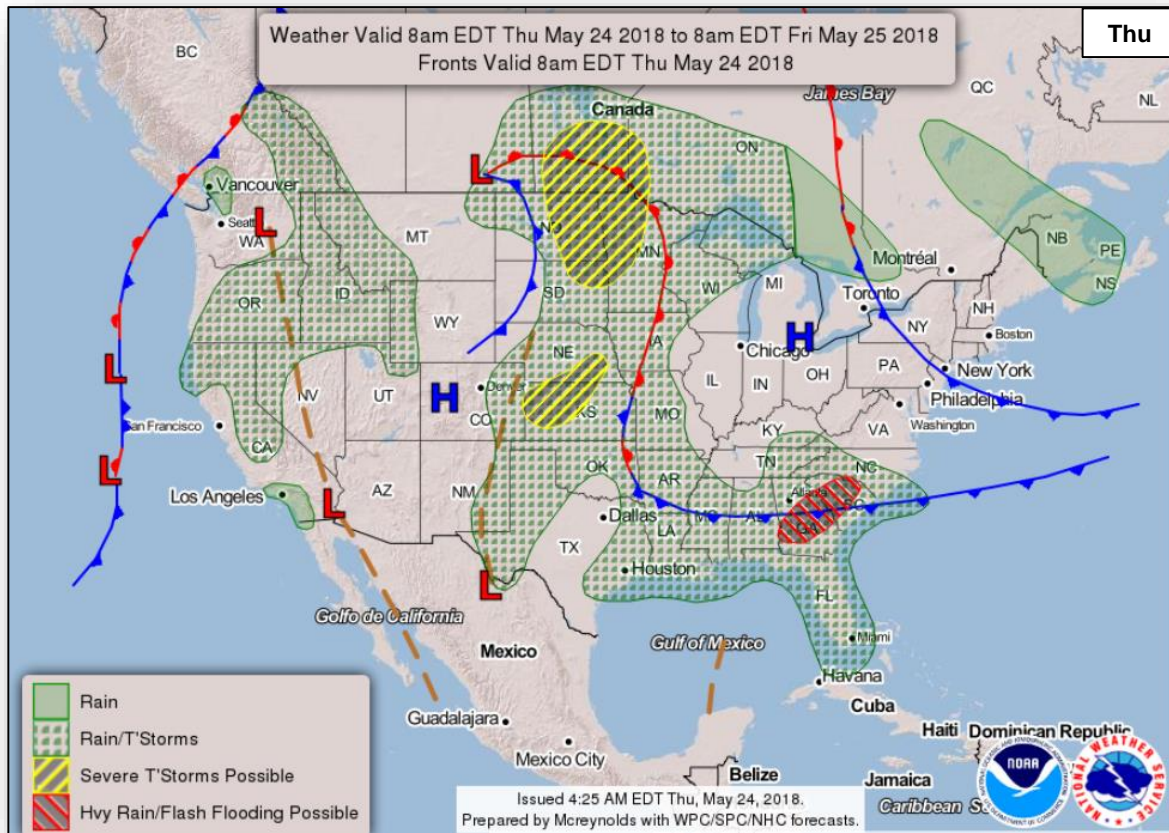 Weather Valid 8am EDT Thu May 24 2018 to 8am EDT Fri May 25 2018
Fronts Valid 8am EDT Thu May 24 2018
Thu
BC
James Bay
QC
NL
Canada
ON
Vancouver
L
Seatt
L
WA
MT
ND
MN
Montréal
NB
PE
NS
OR
ID
SD
WI
MI
Toronto
NH
Boston
WY
H
NY
L
IA
Chicago
New York
NE
PA
NV
UT
H
Denver
CO
IL
IN
OH
Philadelphia
San Francisco
KS
MO
Washington
VA
CA
KY
L
OK
TN
NC
Los Angeles
L
AZ
NM
AR
Atlanta
SC
Dallas
MS
AL
GA
TX
LA
L
Houston
FL
Golfo de California
Mexico
Gulf of Mexico
Miami
Havana
Cuba
Guadalajara
Haiti
Dominican Republic
Mexico City
Belize
Jamaica
Caribbean S
Rain
Rain/T'Storms
Severe T'Storms Possible
Hvy Rain/Flash Flooding Possible
Issued 4:25 AM EDT Thu, May 24, 2018.
Prepared by Mcreynolds with WPC/SPC/NHC forecasts.
NOAA
NATIONAL WEATHER SERVICE